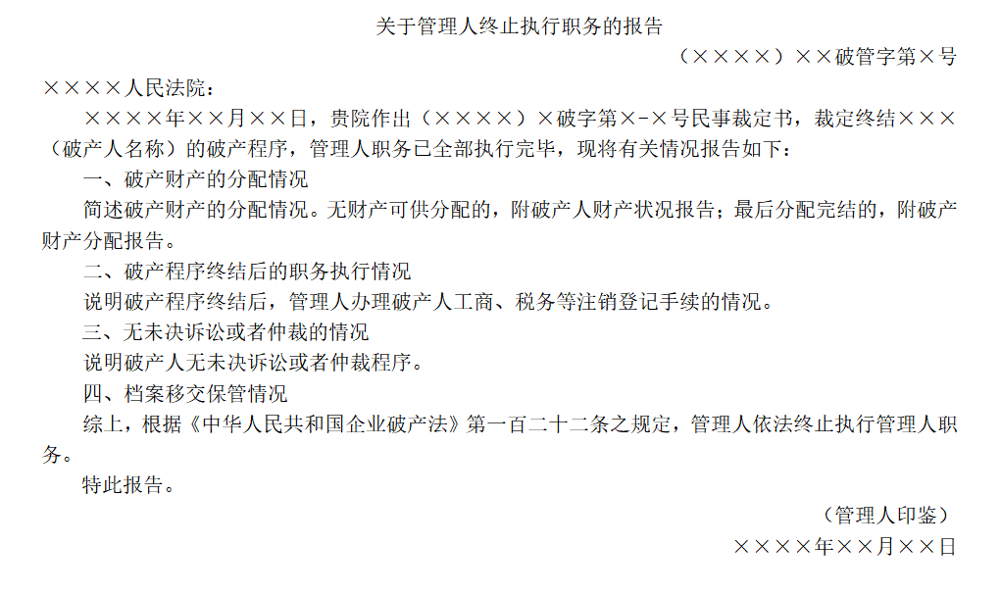 关于管理人终止执行职务的报告
（××××）××破管字第×号
××××人民法院：
××××年××月××日，贵院作出（××××）×破字第×-×号民事裁定书，裁定终结×××
（破产人名称）的破产程序，管理人职务已全部执行完毕，现将有关情况报告如下：
一、破产财产的分配情况
简述破产财产的分配情况。无财产可供分配的，附破产人财产状况报告；最后分配完结的，附破产
财产分配报告。
二、破产程序终结后的职务执行情况
说明破产程序终结后，管理人办理破产人工商、税务等注销登记手续的情况。
三、无未决诉讼或者仲裁的情况
说明破产人无未决诉讼或者仲裁程序。
四、档案移交保管情况
综上，根据《中华人民共和国企业破产法》第一百二十二条之规定，管理人依法终止执行管理人职
务。
特此报告。
（管理人印鉴）
××××年××月××日